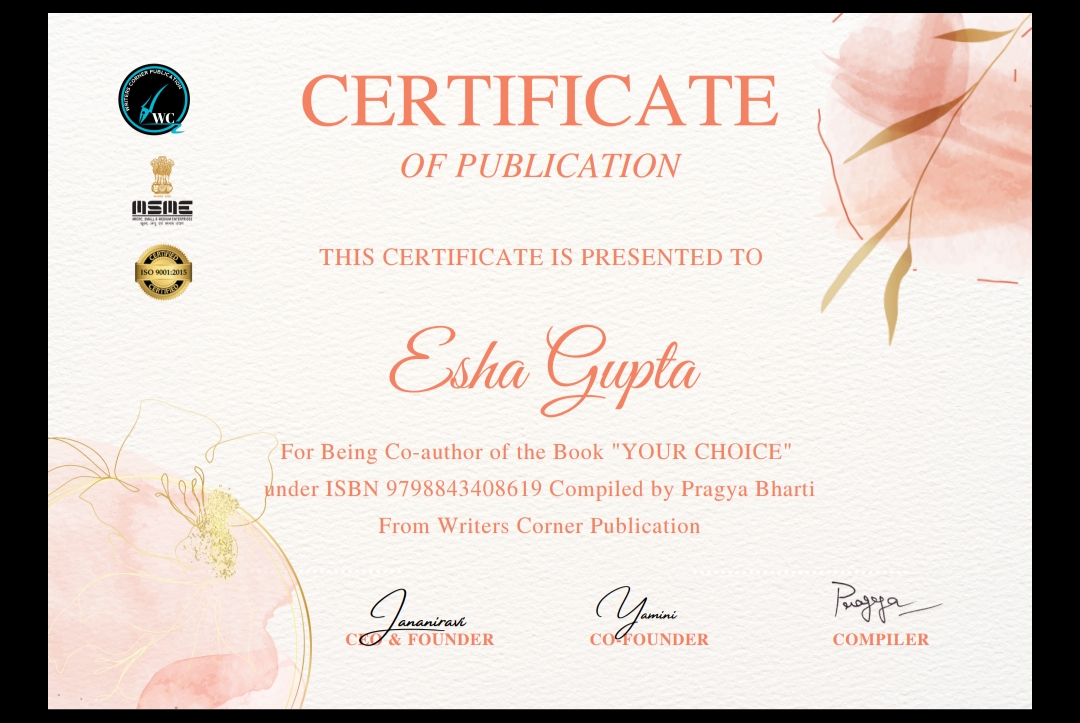 WRITERS CORNER PUBLICATION
WC
MSME
MICRO, SMALL & MEDIUM ENTERPRISES
CERTIFIED
ISO 9001:2015
CERTIFIED
CERTIFICATE
OF PUBLICATION
THIS CERTIFICATE IS PRESENTED TO
Esha Gupta
For Being Co-author of the Book "YOUR CHOICE"
under ISBN 9798843408619 Compiled by Pragya Bharti
From Writers Corner Publication
Jananiravi
CEO & FOUNDER
Yamini
CO-FOUNDER
Pragya
COMPILER